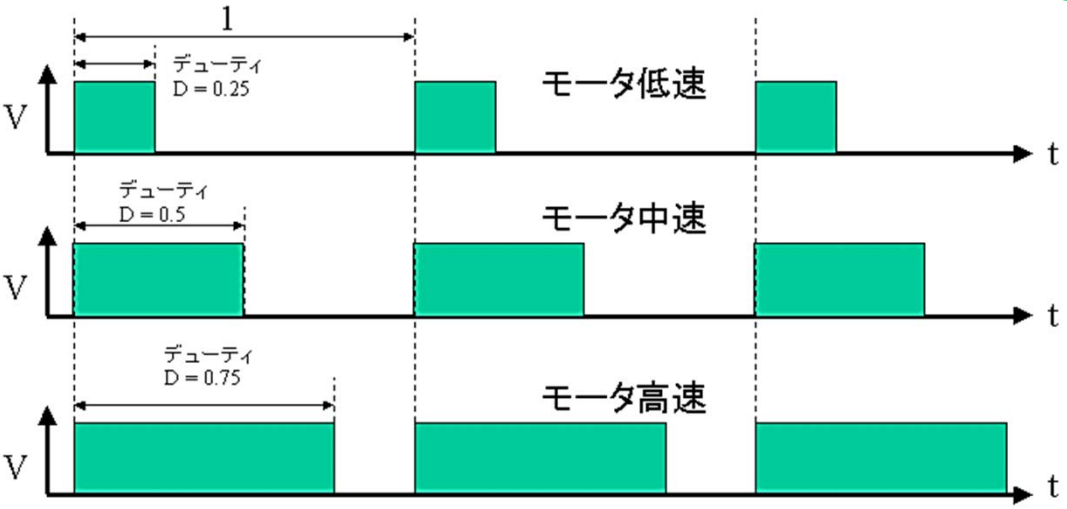 1
デューティ
D = 0.25
モータ低速
V
t
デューティ
D = 0.5
モータ中速
V
t
デューティ
D = 0.75
モータ高速
V
t